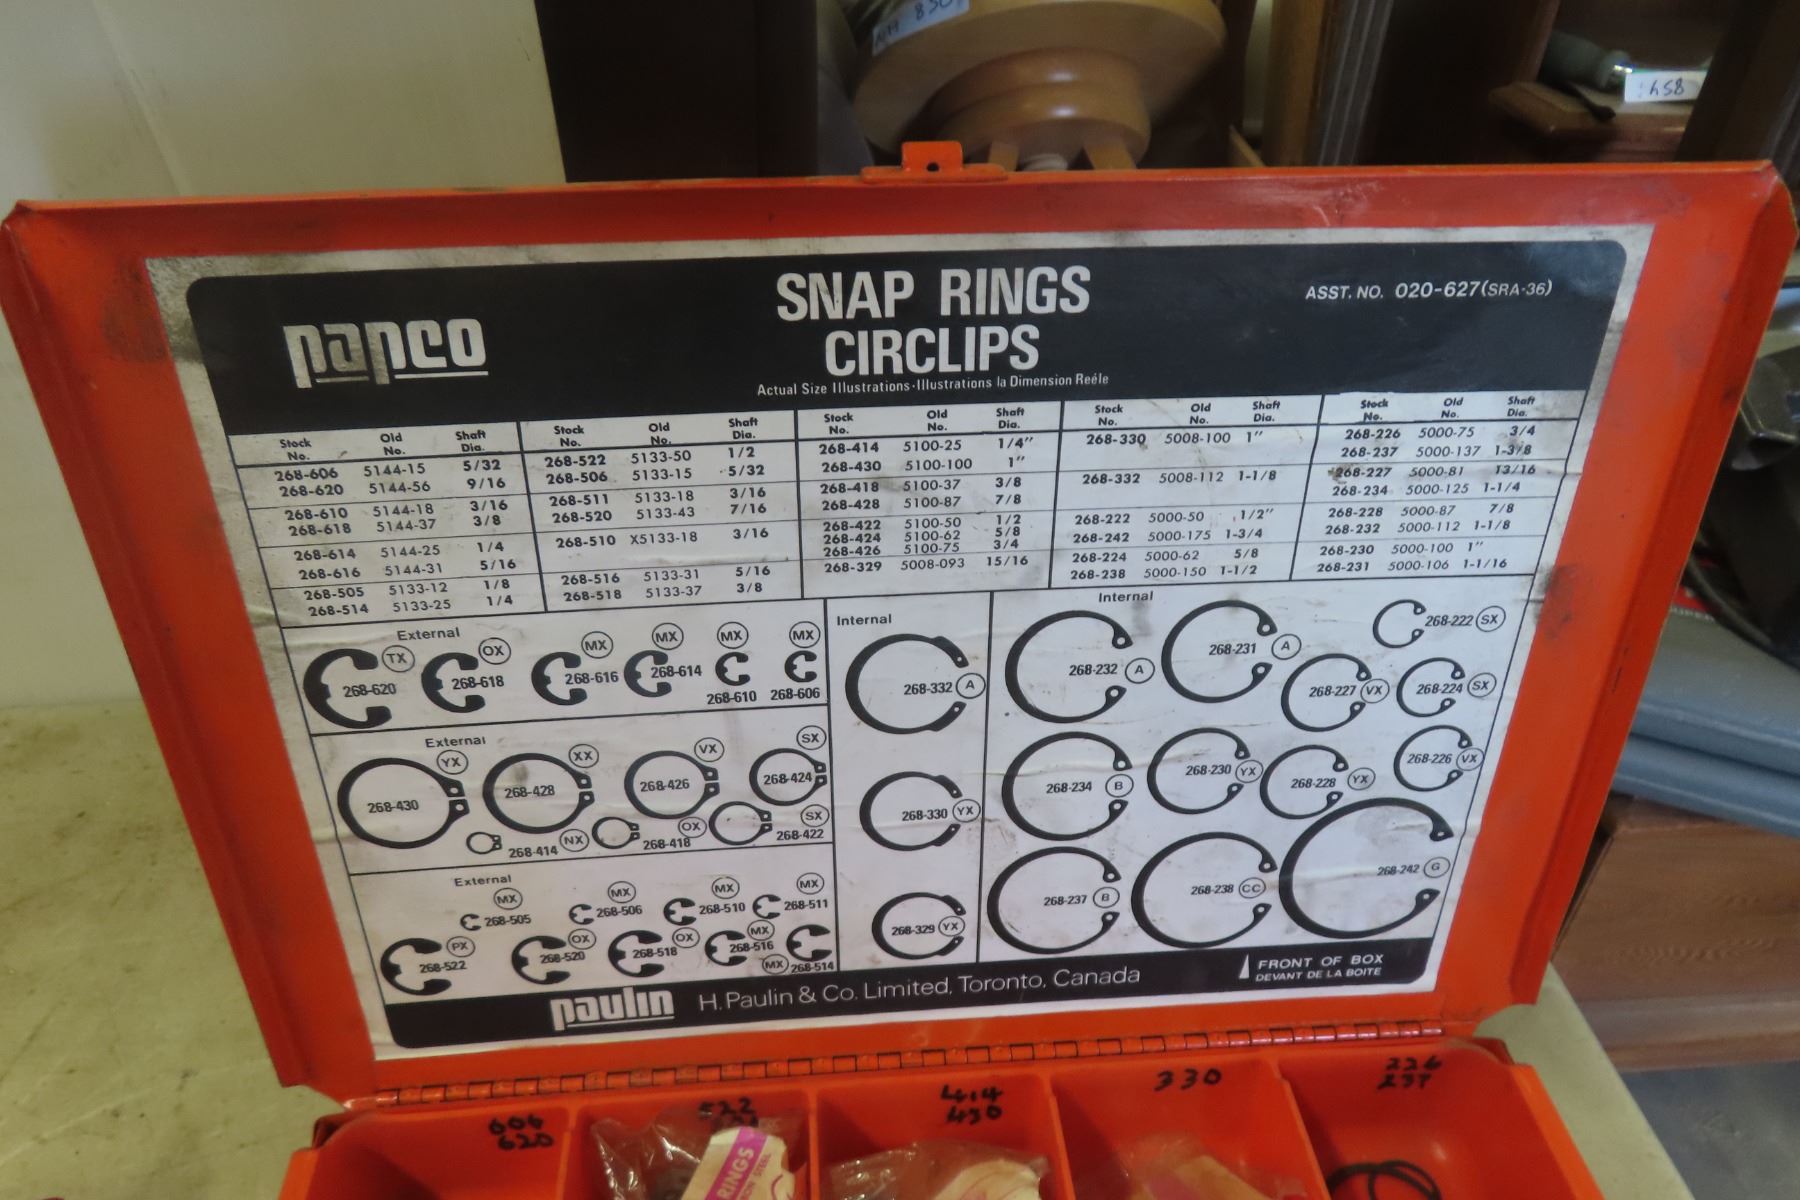 830
854
SNAP RINGS
CIRCLIPS
ASST. NO. 020-627(SRA-36)
papco
Actual Size Illustrations·Illustrations la Dimension Reéle
Stock No. Old No. Shaft Dia.
268-606 5144-15 5/32
268-620 5144-56 9/16
268-610 5144-18 3/16
268-618 5144-37 3/8
268-614 5144-25 1/4
268-616 5144-31 5/16
268-505 5133-12 1/8
268-514 5133-25 1/4
Stock No. Old No. Shaft Dia.
268-522 5133-50 1/2
268-506 5133-15 5/32
268-511 5133-18 3/16
268-520 5133-43 7/16
268-510 X5133-18 3/16
268-516 5133-31 5/16
268-518 5133-37 3/8
Stock No. Old No. Shaft Dia.
268-414 5100-25 1/4"
268-430 5100-100 1"
268-418 5100-37 3/8
268-428 5100-87 7/8
268-422 5100-50 1/2
268-424 5100-62 5/8
268-426 5100-75 3/4
268-329 5008-093 15/16
Stock No. Old No. Shaft Dia.
268-330 5008-100 1"
268-332 5008-112 1-1/8
268-222 5000-50 1/2"
268-242 5000-175 1-3/4
268-224 5000-62 5/8
268-238 5000-150 1-1/2
Stock No. Old No. Shaft Dia.
268-226 5000-75 3/4
268-237 5000-137 1-3/8
268-227 5000-81 13/16
268-234 5000-125 1-1/4
268-228 5000-87 7/8
268-232 5000-112 1-1/8
268-230 5000-100 1"
268-231 5000-106 1-1/16
External
TX OX MX MX MX MX
268-620 268-618 268-616 268-614
268-610 268-606
External
YX XX VX SX
268-430 268-428 268-426 268-424
268-414 NX 268-418 OX 268-422 SX
External
MX MX MX MX
268-505 268-506 268-510 268-511
PX OX OX MX
268-522 268-520 268-518 268-516
MX 268-514
Internal
268-332 A
268-330 YX
268-329 YX
Internal
268-232 A 268-231 A 268-222 SX
268-227 VX 268-224 SX
268-234 B 268-230 YX 268-228 YX 268-226 VX
268-237 B 268-238 CC 268-242 G
paulin H. Paulin & Co. Limited, Toronto, Canada
FRONT OF BOX
DEVANT DE LA BOITE
606
620
522
414
430
330
226
237
RINGS